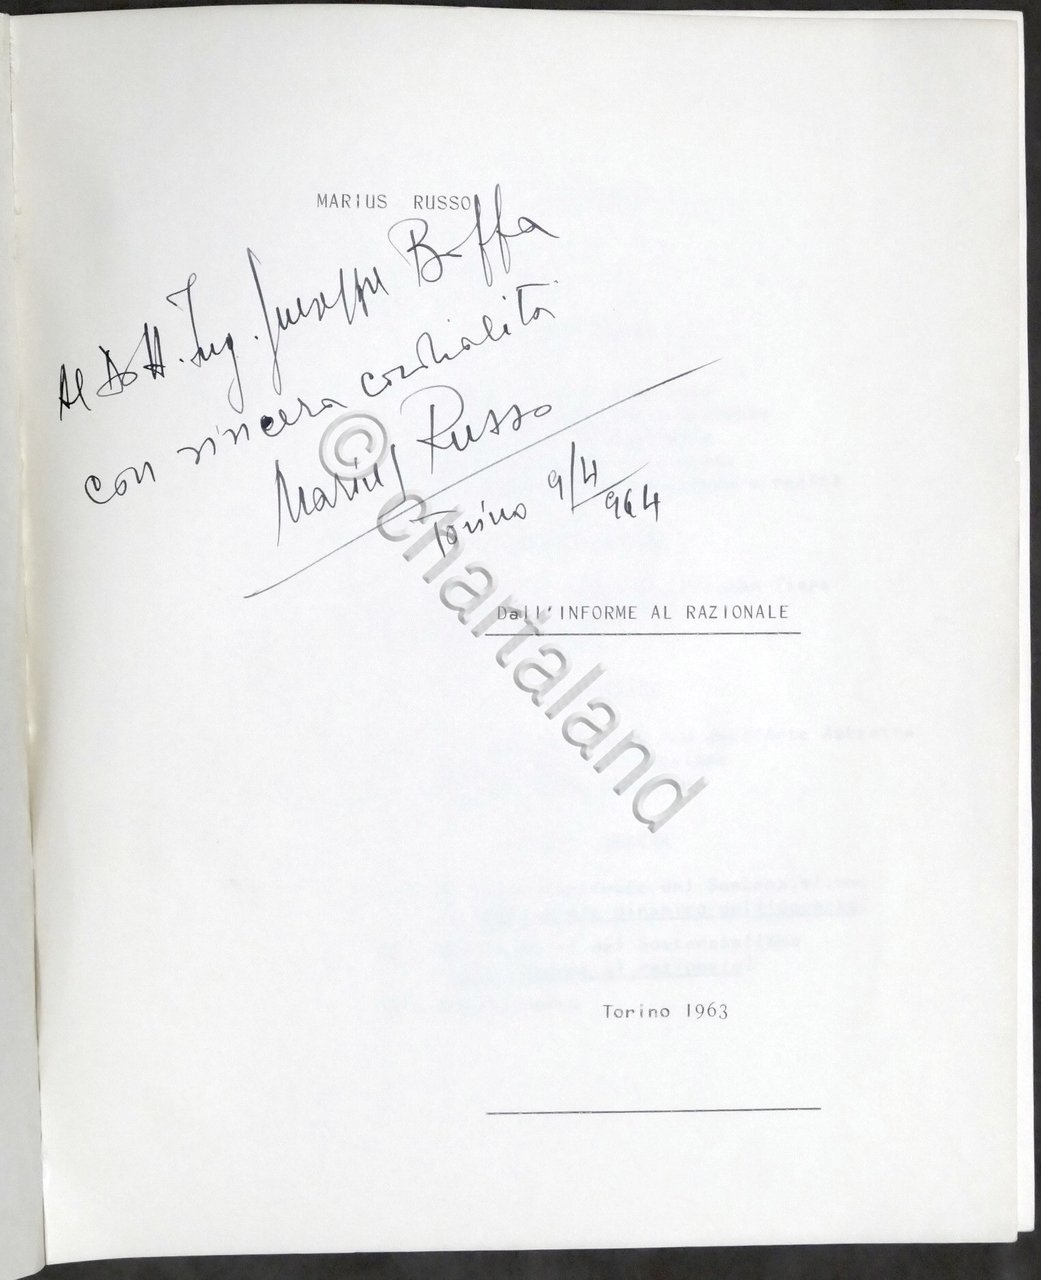 MARIUS RUSSO
Al Dott. Ing. Giuseppe Boffa
con sincera cordialità
Marius Russo
Torino 9/4/964
Dall'INFORME AL RAZIONALE
Torino 1963
© chartaland